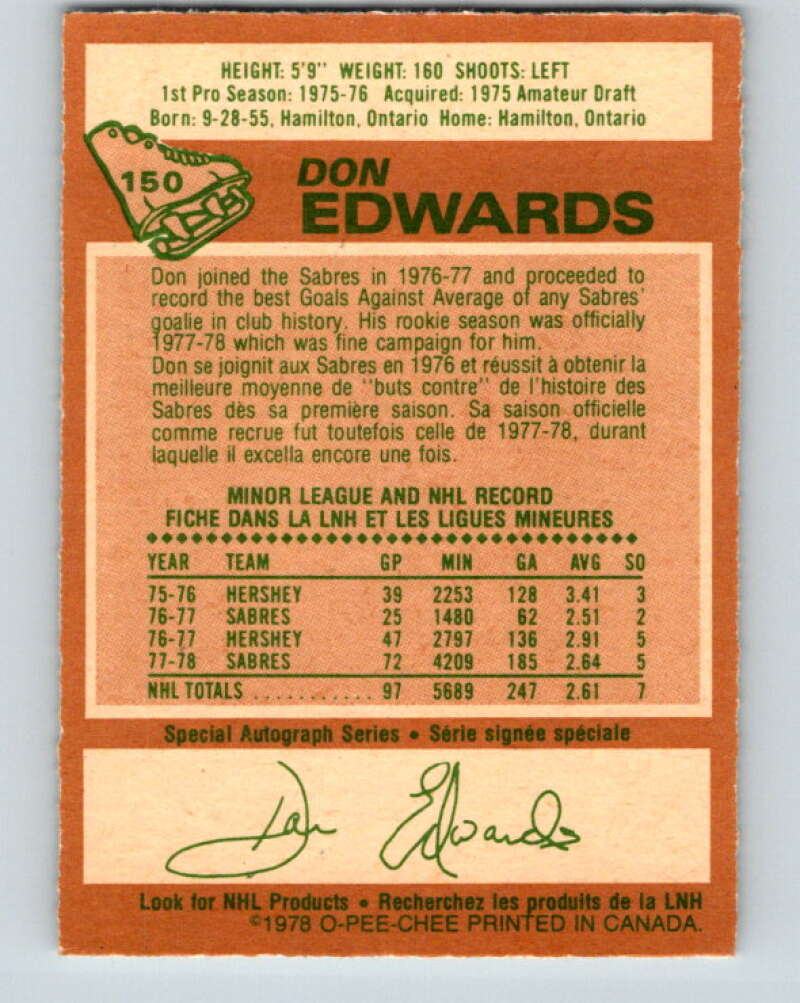 HEIGHT: 5'9" WEIGHT: 160 SHOOTS: LEFT
1st Pro Season: 1975-76 Acquired: 1975 Amateur Draft
Born: 9-28-55, Hamilton, Ontario Home: Hamilton, Ontario
150
DON
EDWARDS
Don joined the Sabres in 1976-77 and proceeded to
record the best Goals Against Average of any Sabres'
goalie in club history. His rookie season was officially
1977-78 which was fine campaign for him.
Don se joignit aux Sabres en 1976 et réussit à obtenir la
meilleure moyenne de "buts contre" de l'histoire des
Sabres dès sa première saison. Sa saison officielle
comme recrue fut toutefois celle de 1977-78, durant
laquelle il excella encore une fois.
MINOR LEAGUE AND NHL RECORD
FICHE DANS LA LNH ET LES LIGUES MINEURES
YEAR TEAM GP MIN GA AVG SO
75-76 HERSHEY 39 2253 128 3.41 3
76-77 SABRES 25 1480 62 2.51 2
76-77 HERSHEY 47 2797 136 2.91 5
77-78 SABRES 72 4209 185 2.64 5
NHL TOTALS ........... 97 5689 247 2.61 7
Special Autograph Series • Série signée spéciale
Don Edwards
Look for NHL Products • Recherchez les produits de la LNH
©1978 O-PEE-CHEE PRINTED IN CANADA.